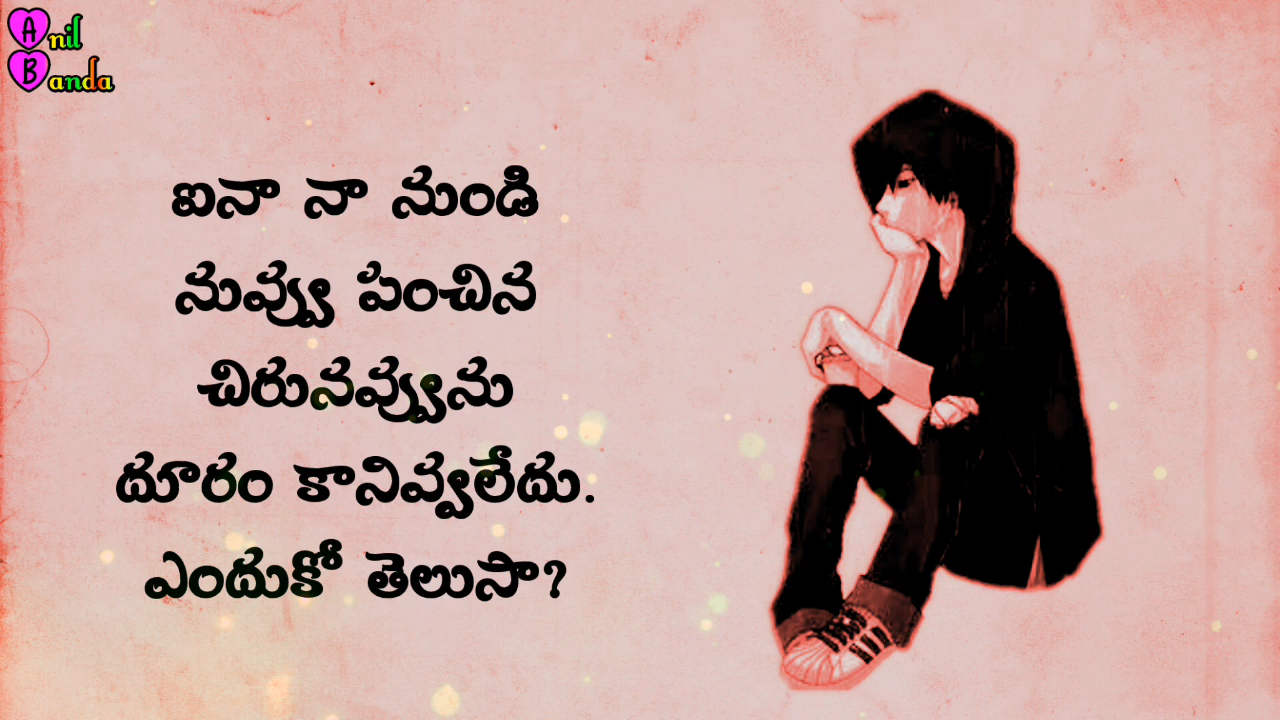 Anil
Banda
ఐనా నా నుండి
నువ్వు పంచిన
చిరునవ్వును
దూరం కానివ్వలేదు.
ఎందుకో తెలుసా?